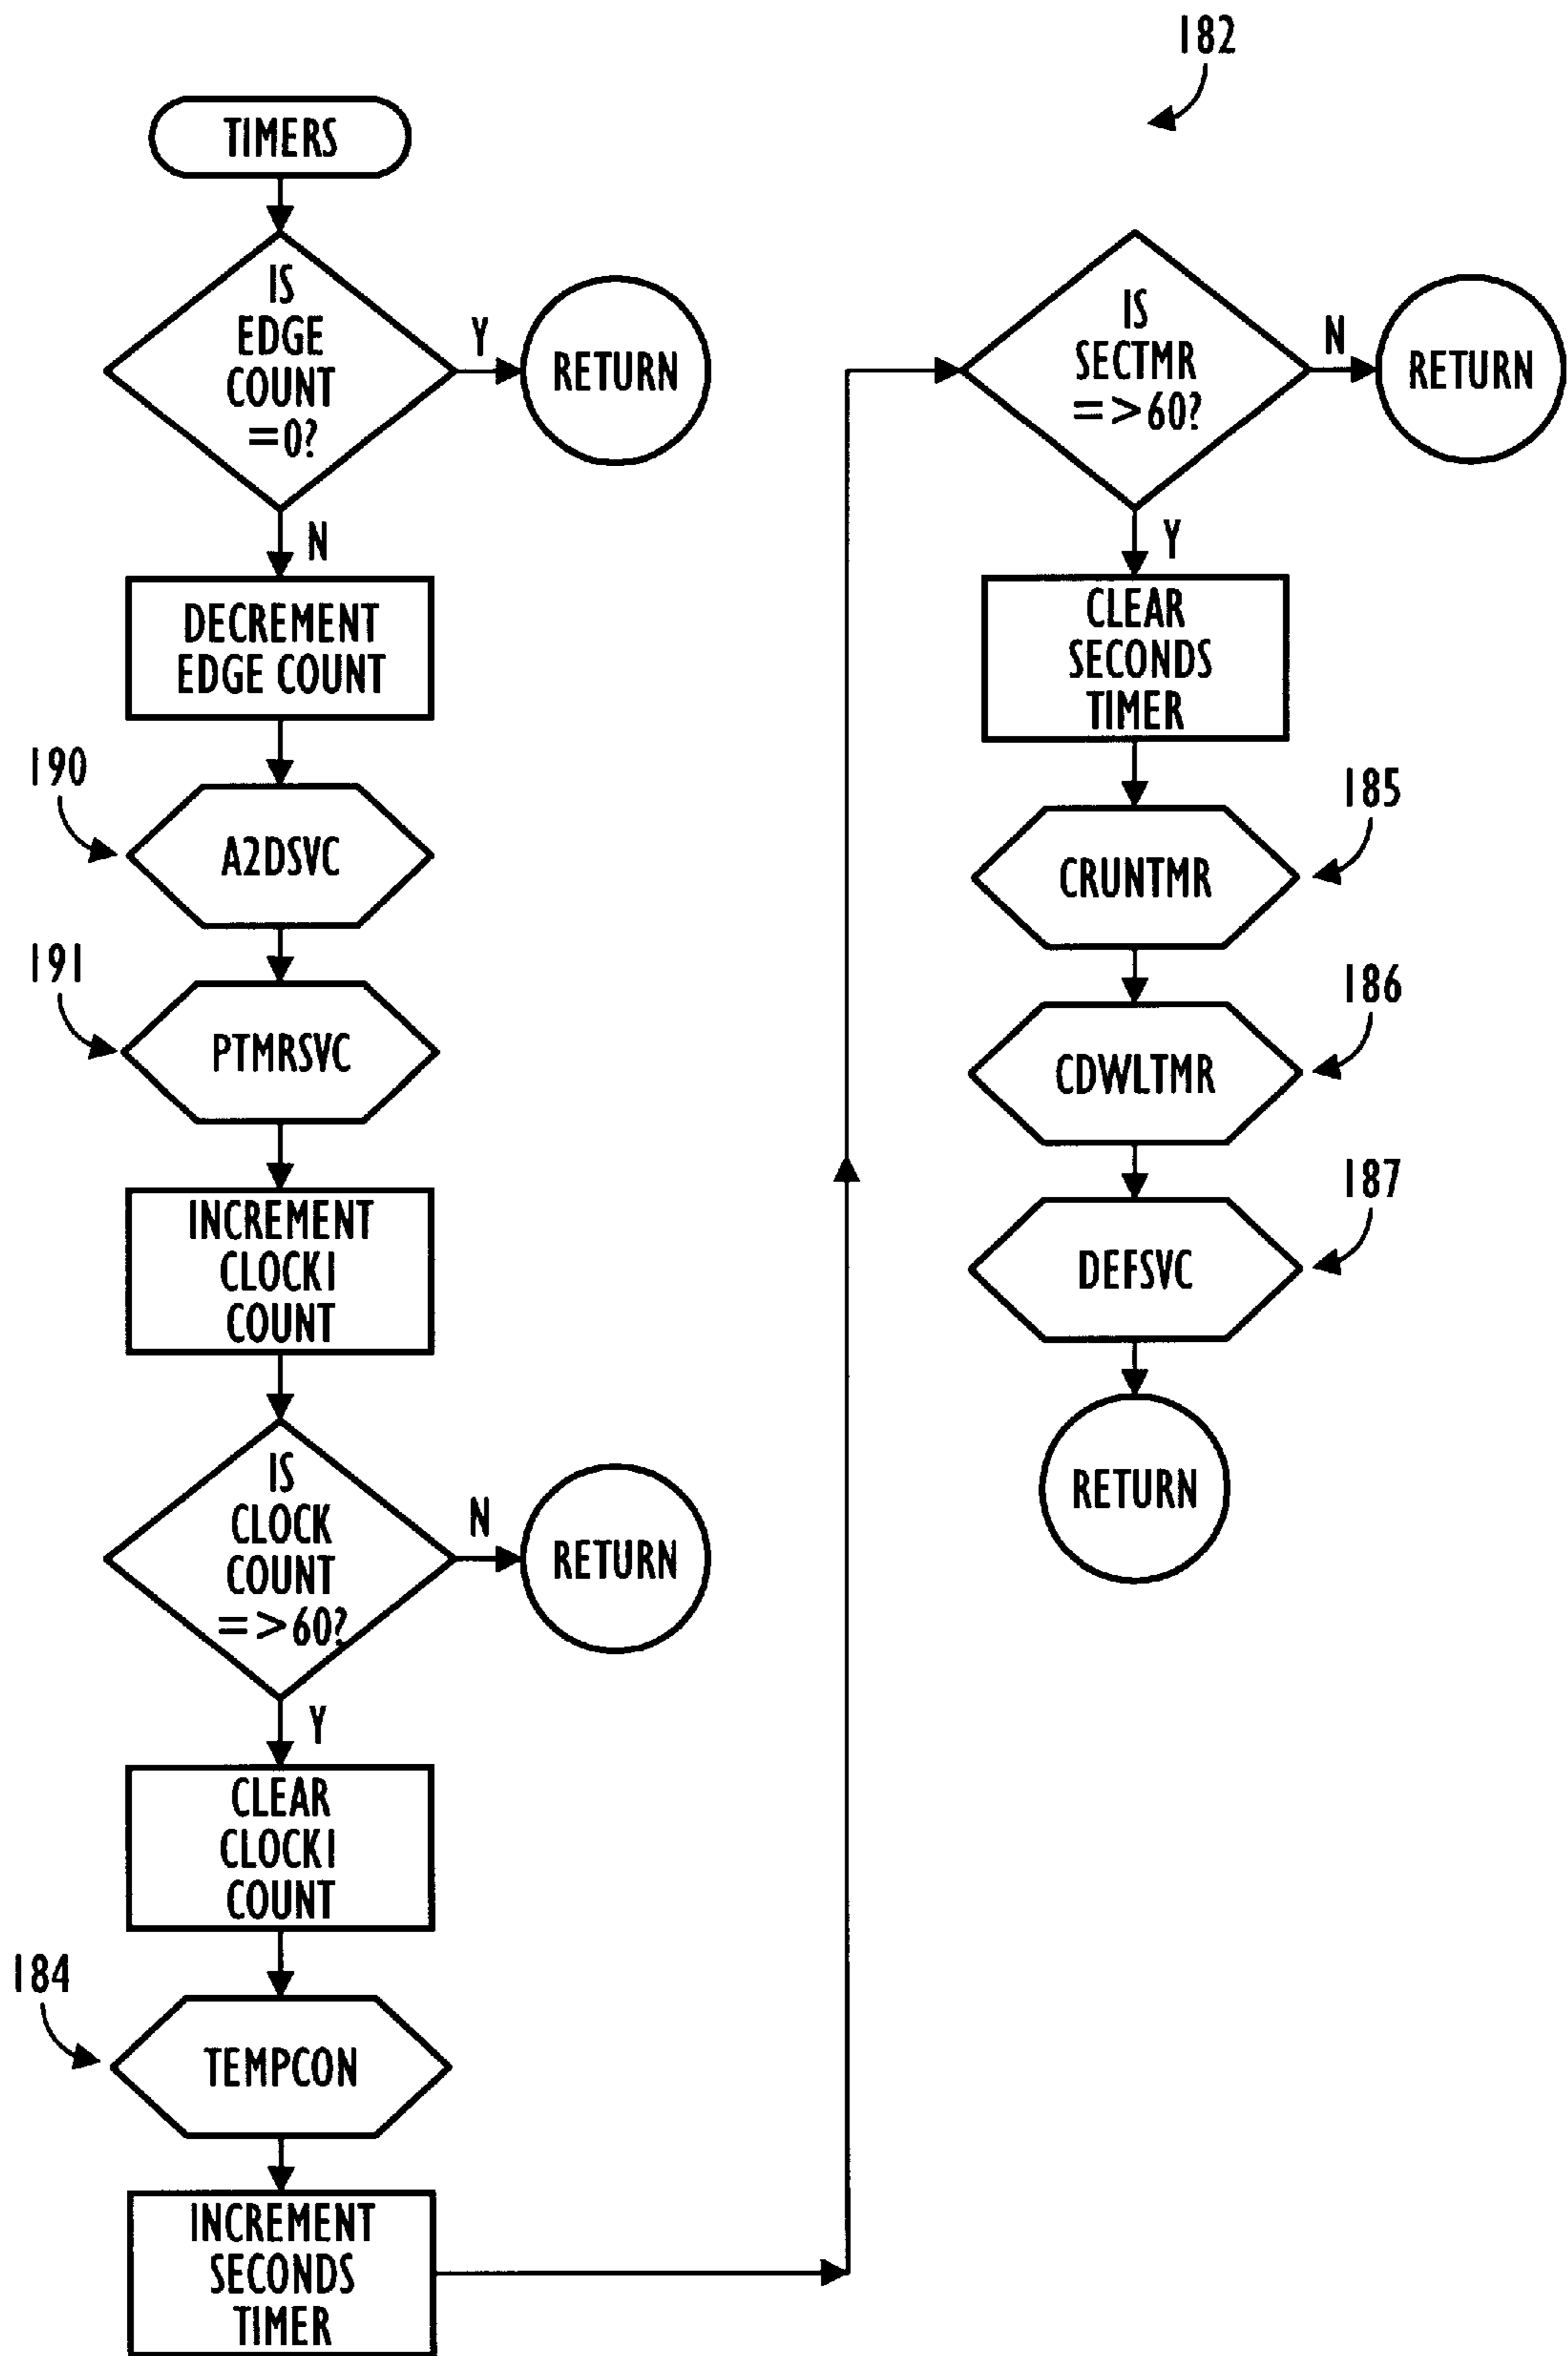 TIMERS
IS
EDGE
COUNT
=0?
Y
RETURN
N
DECREMENT
EDGE COUNT
190
A2DSVC
191
PTMRSVC
INCREMENT
CLOCK1
COUNT
IS
CLOCK
COUNT
=>60?
N
RETURN
Y
CLEAR
CLOCK1
COUNT
184
TEMPCON
INCREMENT
SECONDS
TIMER
182
IS
SECTMR
=>60?
N
RETURN
Y
CLEAR
SECONDS
TIMER
185
CRUNTMR
186
CDWLTMR
187
DEFSVC
RETURN